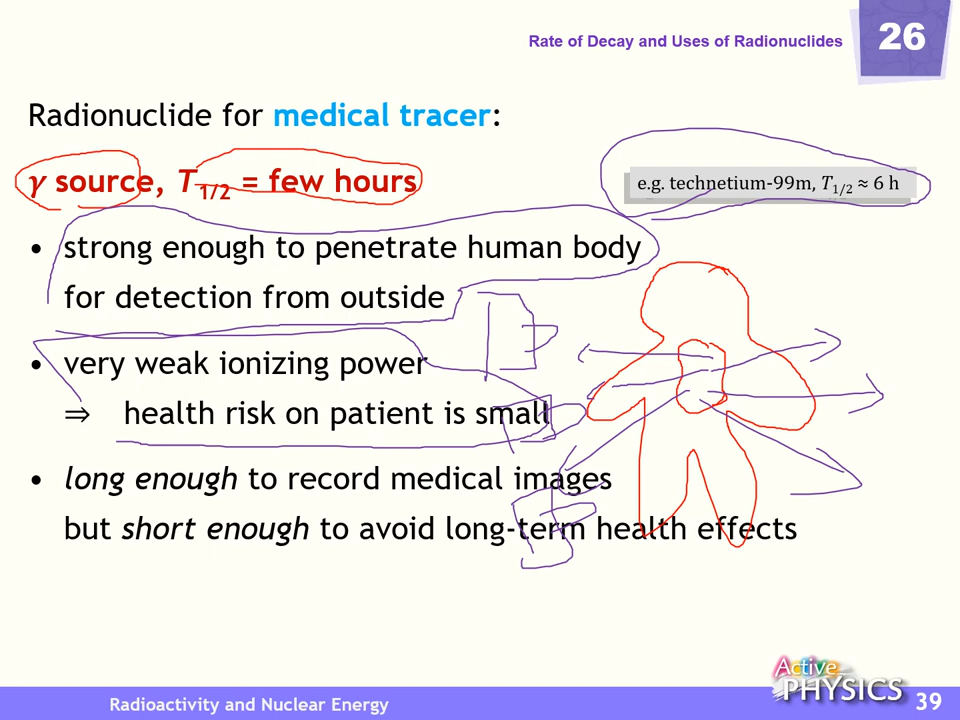 Rate of Decay and Uses of Radionuclides
26
Radionuclide for medical tracer:
γ source, T1/2 = few hours
e.g. technetium-99m, T1/2 ≈ 6 h
• strong enough to penetrate human body
for detection from outside
• very weak ionizing power
⇒ health risk on patient is small
• long enough to record medical images
but short enough to avoid long-term health effects
Active
PHYSICS
Radioactivity and Nuclear Energy
39